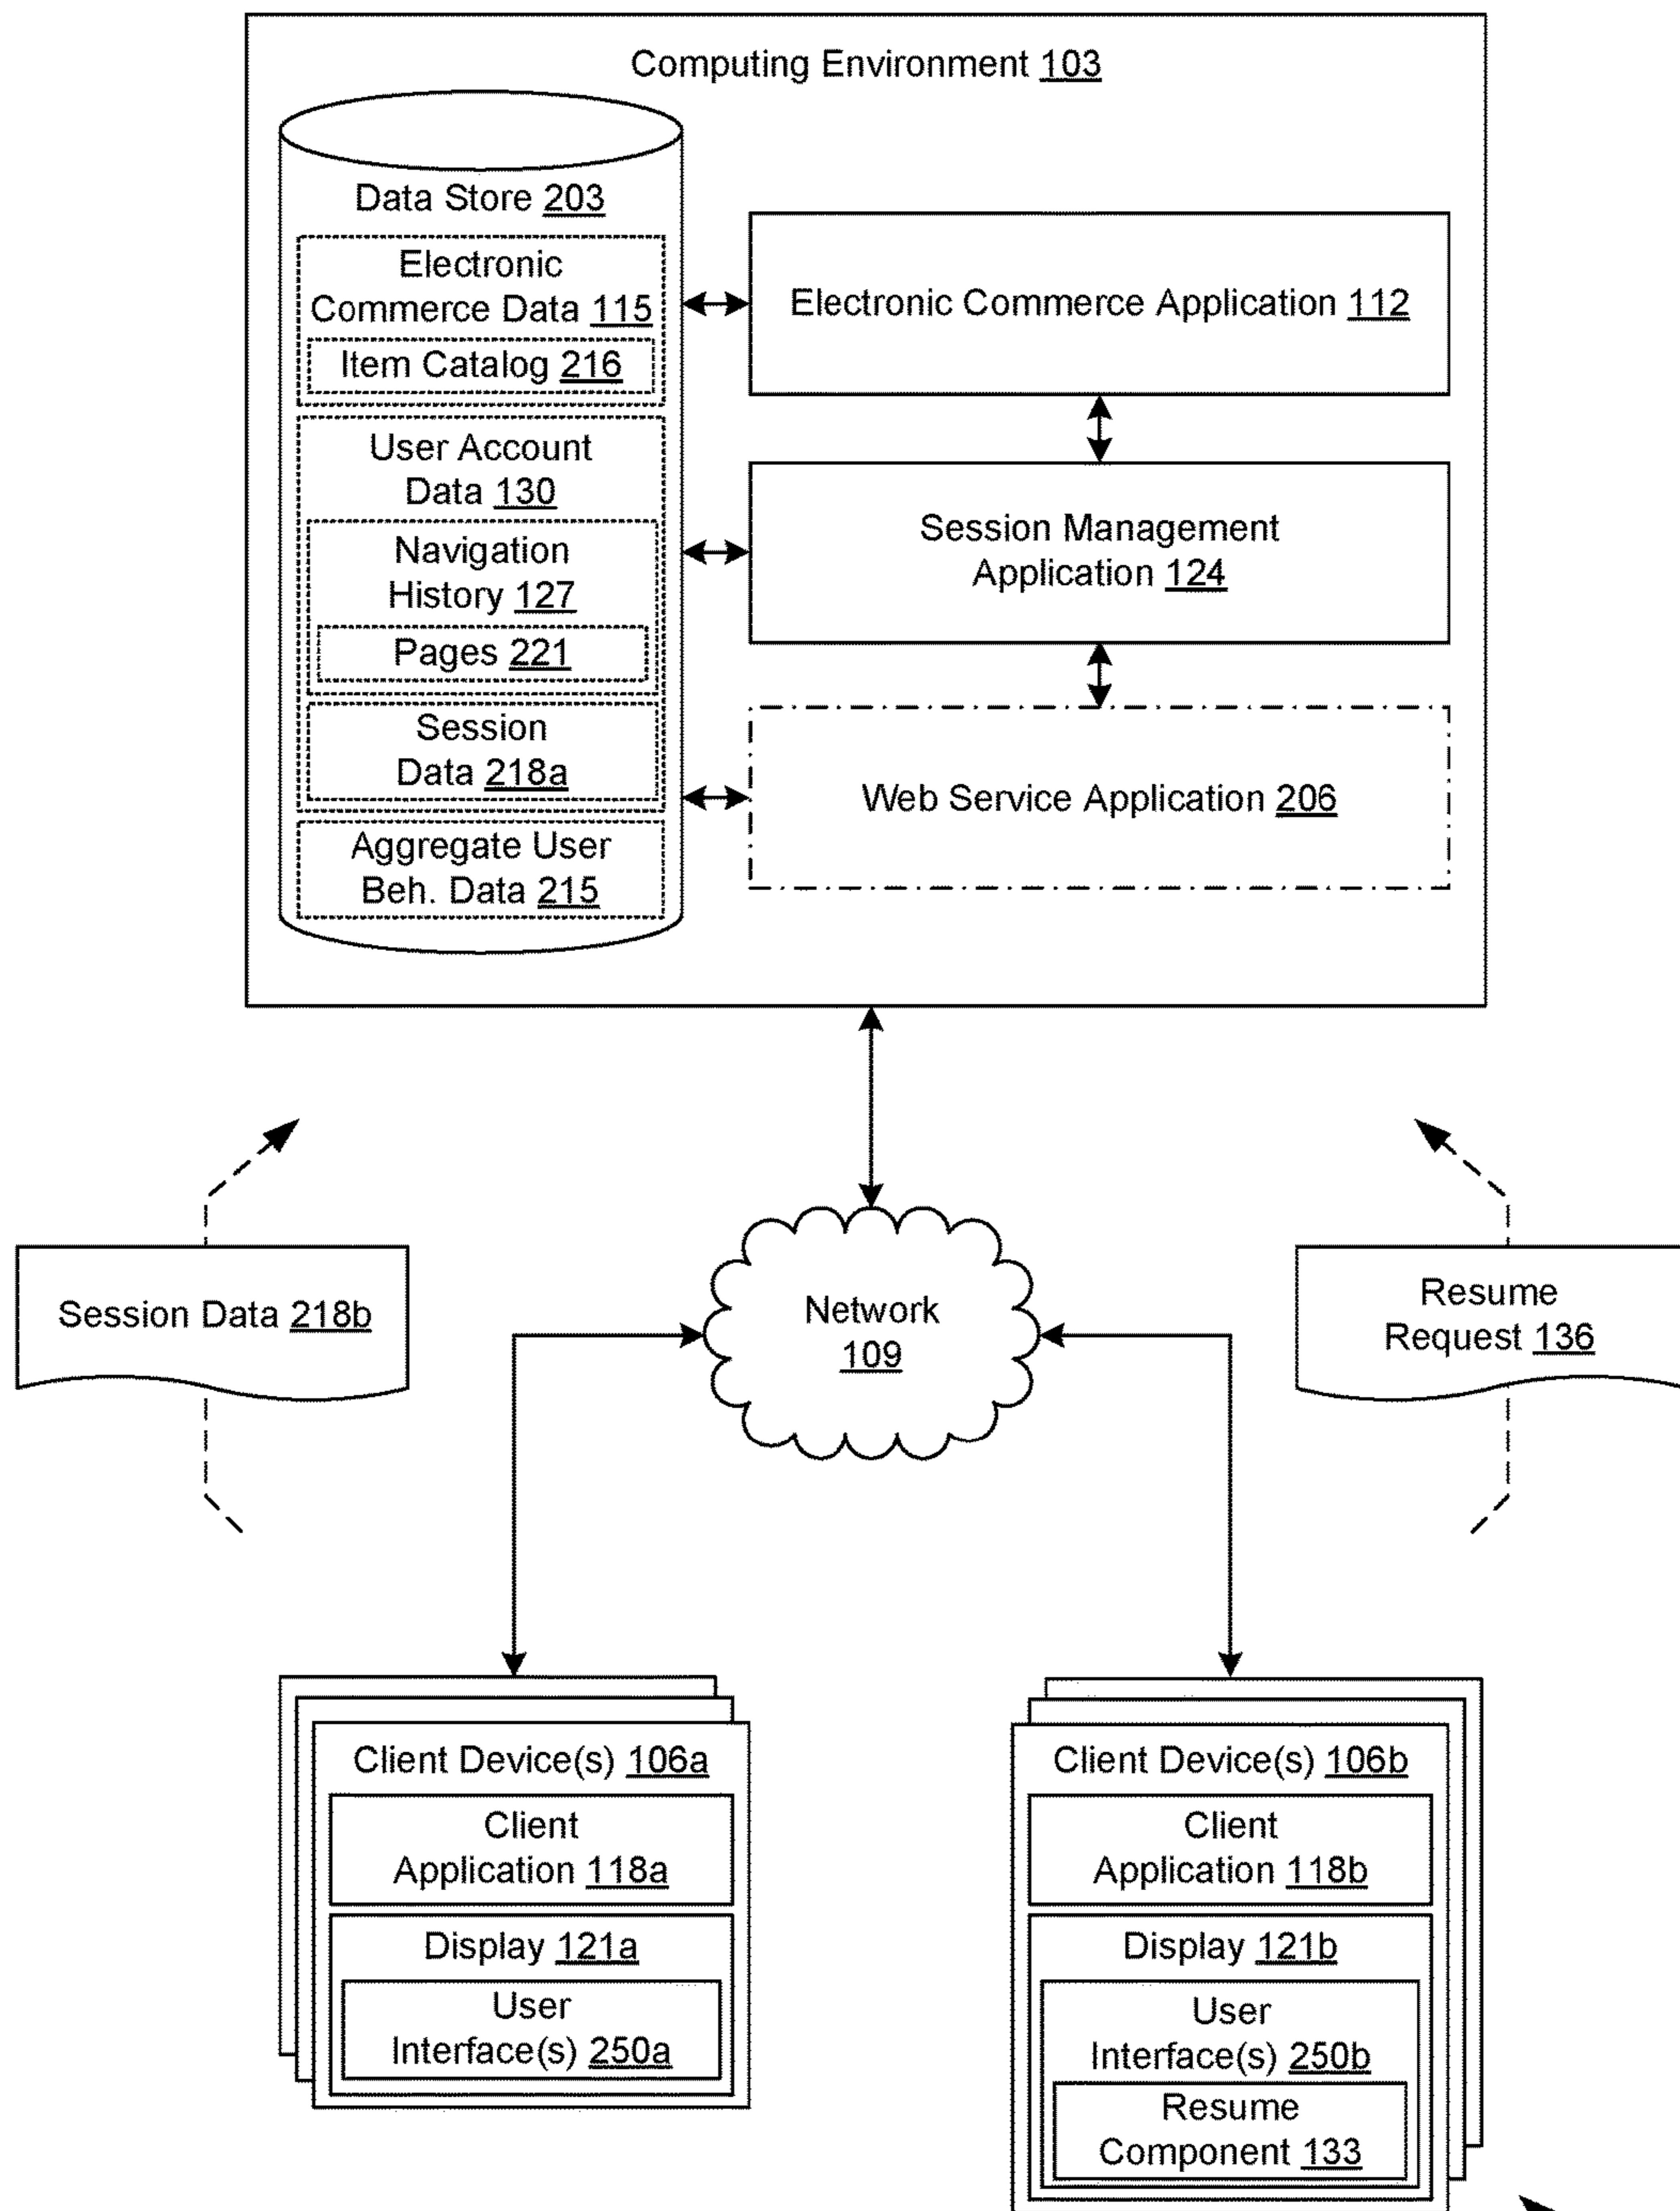 Computing Environment 103
Data Store 203
Electronic
Commerce Data 115
Item Catalog 216
User Account
Data 130
Navigation
History 127
Pages 221
Session
Data 218a
Aggregate User
Beh. Data 215
Electronic Commerce Application 112
Session Management
Application 124
Web Service Application 206
Session Data 218b
Network
109
Resume
Request 136
Client Device(s) 106a
Client
Application 118a
Display 121a
User
Interface(s) 250a
Client Device(s) 106b
Client
Application 118b
Display 121b
User
Interface(s) 250b
Resume
Component 133